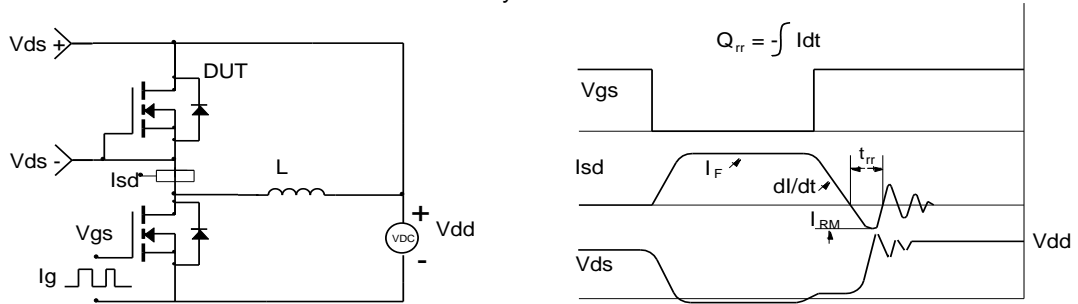 Vds +
DUT
Vds -
Isd
L
Vgs
Ig
+
VDC
Vdd
-
Qrr = -∫ Idt
Vgs
Isd
IF
dI/dt
trr
IRM
Vdd
Vds